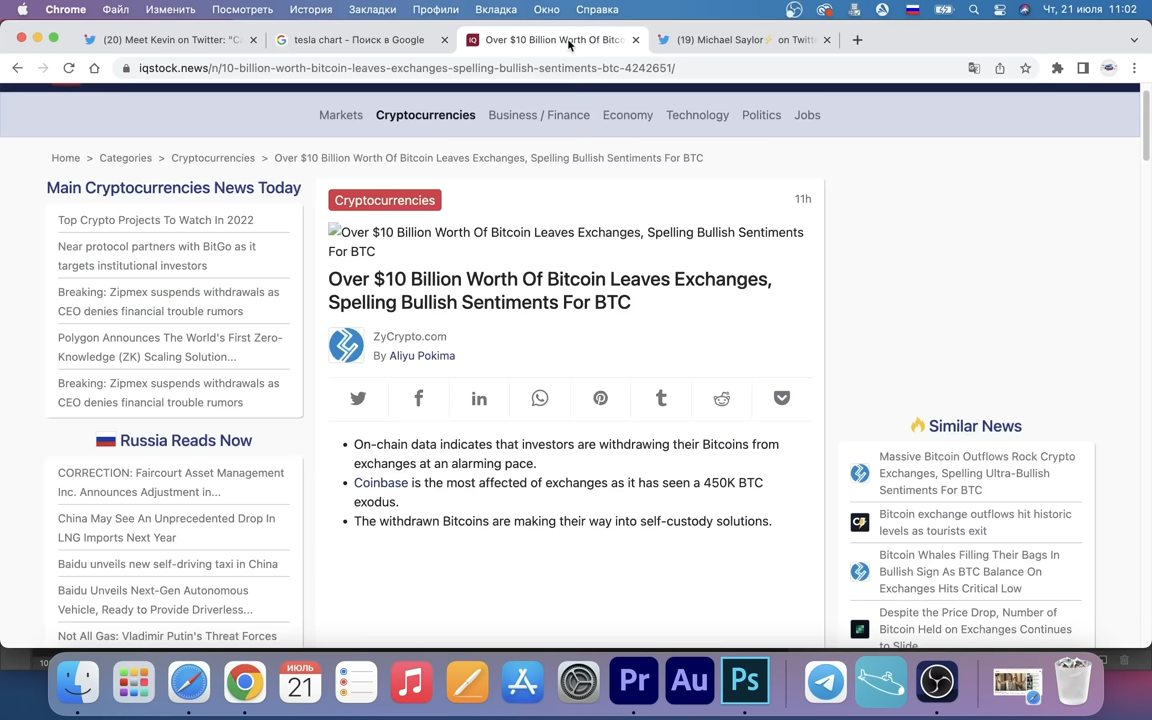 Chrome Файл Изменить Посмотреть История Закладки Профили Вкладка Окно Справка Чт, 21 июля 11:02
(20) Meet Kevin on Twitter: "Ca
tesla chart - Поиск в Google
Over $10 Billion Worth Of Bitco
(19) Michael Saylor⚡ on Twitt
iqstock.news/n/10-billion-worth-bitcoin-leaves-exchanges-spelling-bullish-sentiments-btc-4242651/
Markets Cryptocurrencies Business / Finance Economy Technology Politics Jobs
Home > Categories > Cryptocurrencies > Over $10 Billion Worth Of Bitcoin Leaves Exchanges, Spelling Bullish Sentiments For BTC
Main Cryptocurrencies News Today
Top Crypto Projects To Watch In 2022
Near protocol partners with BitGo as it
targets institutional investors
Breaking: Zipmex suspends withdrawals as
CEO denies financial trouble rumors
Polygon Announces The World's First Zero-
Knowledge (ZK) Scaling Solution...
Breaking: Zipmex suspends withdrawals as
CEO denies financial trouble rumors
Russia Reads Now
CORRECTION: Faircourt Asset Management
Inc. Announces Adjustment in...
China May See An Unprecedented Drop In
LNG Imports Next Year
Baidu unveils new self-driving taxi in China
Baidu Unveils Next-Gen Autonomous
Vehicle, Ready to Provide Driverless...
Not All Gas: Vladimir Putin's Threat Forces
Cryptocurrencies 11h
Over $10 Billion Worth Of Bitcoin Leaves Exchanges, Spelling Bullish Sentiments
For BTC
Over $10 Billion Worth Of Bitcoin Leaves Exchanges,
Spelling Bullish Sentiments For BTC
ZyCrypto.com
By Aliyu Pokima
• On-chain data indicates that investors are withdrawing their Bitcoins from
exchanges at an alarming pace.
• Coinbase is the most affected of exchanges as it has seen a 450K BTC
exodus.
• The withdrawn Bitcoins are making their way into self-custody solutions.
Similar News
Massive Bitcoin Outflows Rock Crypto
Exchanges, Spelling Ultra-Bullish
Sentiments For BTC
Bitcoin exchange outflows hit historic
levels as tourists exit
Bitcoin Whales Filling Their Bags In
Bullish Sign As BTC Balance On
Exchanges Hits Critical Low
Despite the Price Drop, Number of
Bitcoin Held on Exchanges Continues
to Slide
ИЮЛЬ
21
Pr
Au
Ps